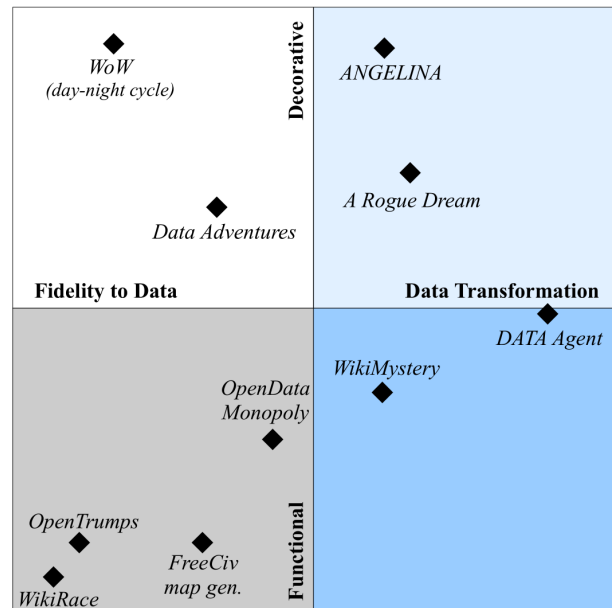 WoW
(day-night cycle)
Decorative
ANGELINA
A Rogue Dream
Data Adventures
Fidelity to Data
Data Transformation
DATA Agent
WikiMystery
OpenData
Monopoly
OpenTrumps
FreeCiv
map gen.
WikiRace
Functional